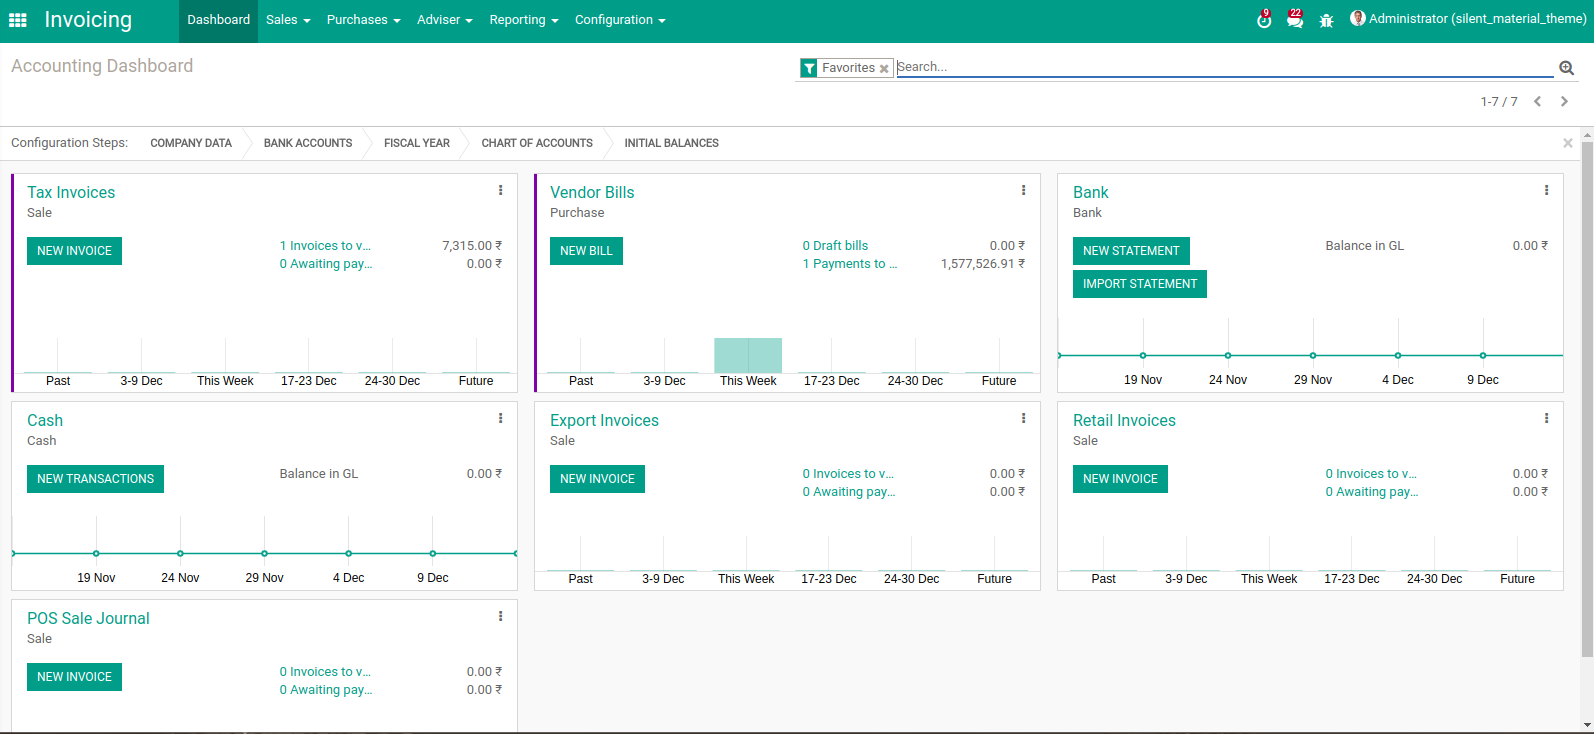 Invoicing Dashboard Sales Purchases Adviser Reporting Configuration 9 22 Administrator (silent_material_theme)
Accounting Dashboard
Favorites Search...
1-7 / 7
Configuration Steps: COMPANY DATA BANK ACCOUNTS FISCAL YEAR CHART OF ACCOUNTS INITIAL BALANCES
Tax Invoices
Sale
NEW INVOICE
1 Invoices to v... 7,315.00 ₹
0 Awaiting pay... 0.00 ₹
Past 3-9 Dec This Week 17-23 Dec 24-30 Dec Future
Vendor Bills
Purchase
NEW BILL
0 Draft bills 0.00 ₹
1 Payments to ... 1,577,526.91 ₹
Past 3-9 Dec This Week 17-23 Dec 24-30 Dec Future
Bank
Bank
NEW STATEMENT
IMPORT STATEMENT
Balance in GL 0.00 ₹
19 Nov 24 Nov 29 Nov 4 Dec 9 Dec
Cash
Cash
NEW TRANSACTIONS
Balance in GL 0.00 ₹
19 Nov 24 Nov 29 Nov 4 Dec 9 Dec
Export Invoices
Sale
NEW INVOICE
0 Invoices to v... 0.00 ₹
0 Awaiting pay... 0.00 ₹
Past 3-9 Dec This Week 17-23 Dec 24-30 Dec Future
Retail Invoices
Sale
NEW INVOICE
0 Invoices to v... 0.00 ₹
0 Awaiting pay... 0.00 ₹
Past 3-9 Dec This Week 17-23 Dec 24-30 Dec Future
POS Sale Journal
Sale
NEW INVOICE
0 Invoices to v... 0.00 ₹
0 Awaiting pay... 0.00 ₹